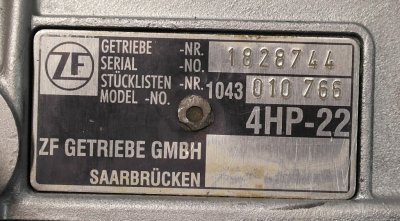 ZF
GETRIEBE -NR. 1828744
SERIAL -NO.
STÜCKLISTEN -NR. 1043 010 766
MODEL -NO.
4HP-22
ZF GETRIEBE GMBH
SAARBRÜCKEN